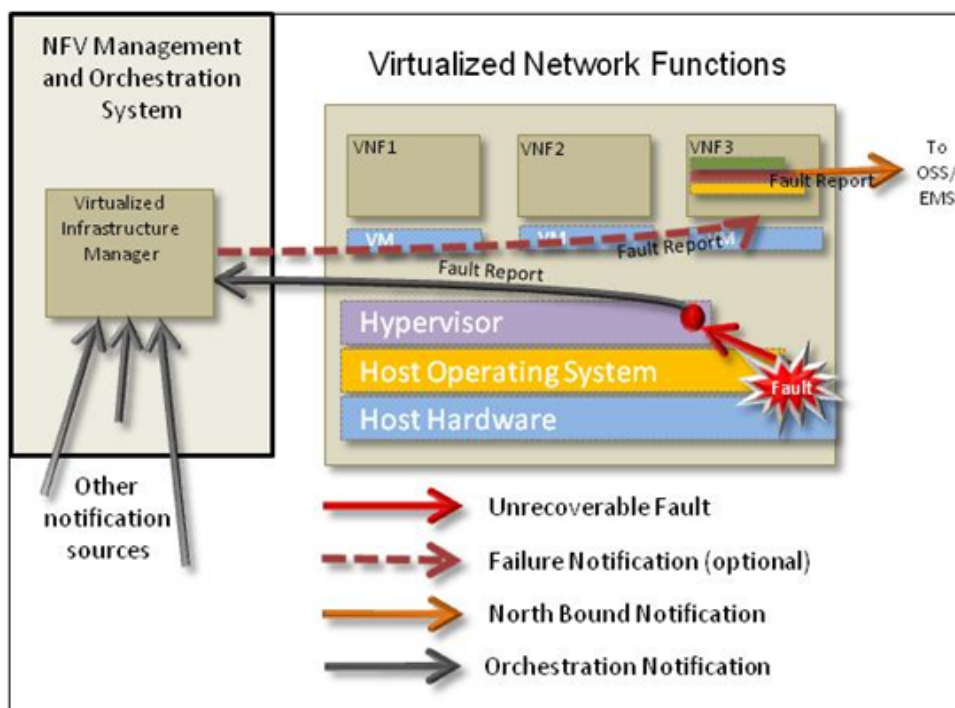 NFV Management
and Orchestration
System
Virtualized
Infrastructure
Manager
Other
notification
sources
Virtualized Network Functions
VNF1
VNF2
VNF3
Fault Report
To
OSS/
EMS
VM
VM
VM
Fault Report
Fault Report
Hypervisor
Host Operating System
Host Hardware
Fault
Unrecoverable Fault
Failure Notification (optional)
North Bound Notification
Orchestration Notification